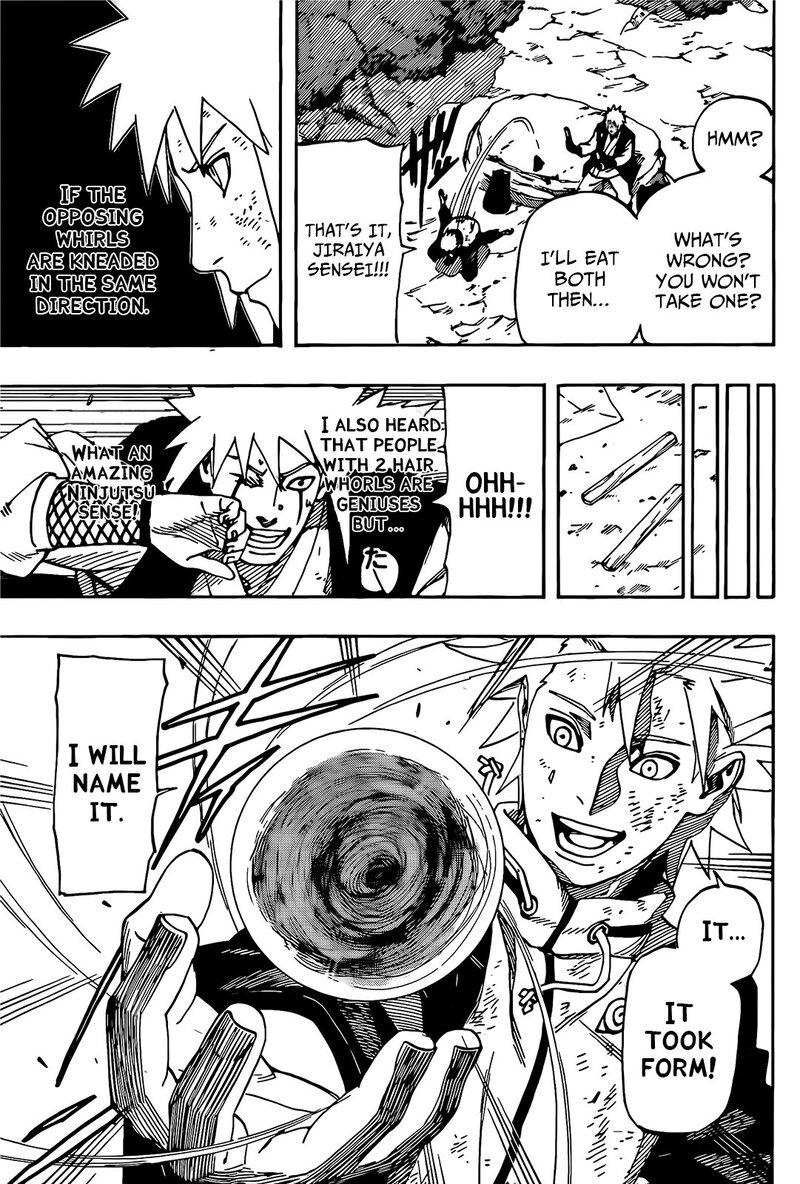 HMM?
WHAT'S
WRONG?
YOU WON'T
TAKE ONE?
I'LL EAT
BOTH
THEN...
THAT'S IT,
JIRAIYA
SENSEI!!!
IF THE
OPPOSING
WHIRLS
ARE KNEADED
IN THE SAME
DIRECTION.
OHH-
HHH!!!
I ALSO HEARD
THAT PEOPLE
WITH 2 HAIR
WHORLS ARE
GENIUSES
BUT...
た
WHAT AN
AMAZING
NINJUTSU
SENSE!
IT...
IT
TOOK
FORM!
I WILL
NAME
IT.